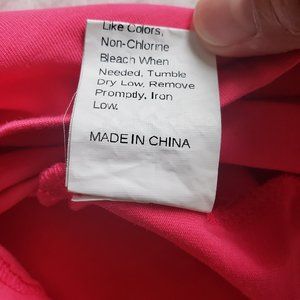 Like Colors,
Non-Chlorine
Bleach When
Needed, Tumble
Dry Low, Remove
Promptly, Iron
Low.
MADE IN CHINA